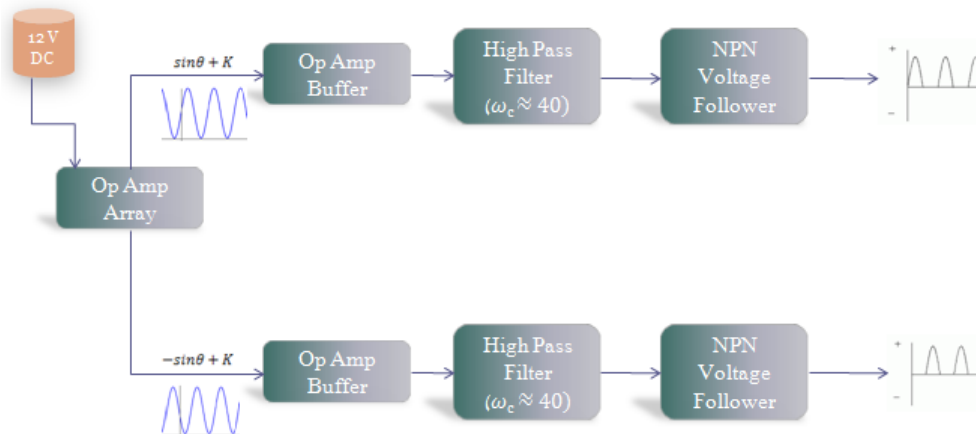 12 V
DC
Op Amp
Array
sinθ + K
Op Amp
Buffer
High Pass
Filter
(ω_c ≈ 40)
NPN
Voltage
Follower
+
−
−sinθ + K
Op Amp
Buffer
High Pass
Filter
(ω_c ≈ 40)
NPN
Voltage
Follower
+
−